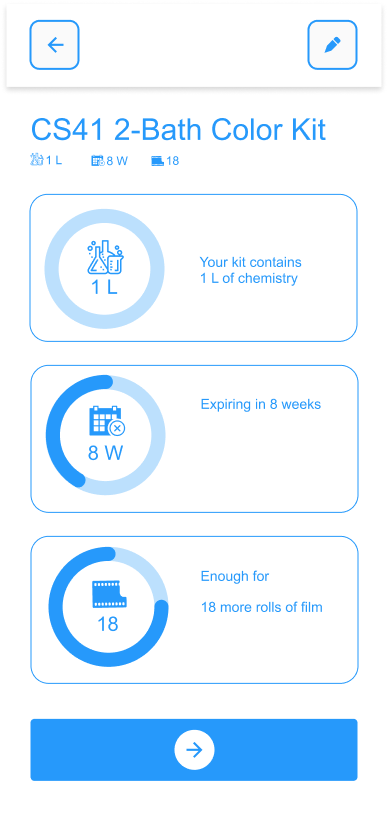 CS41 2-Bath Color Kit
1 L 8 W 18
1 L
Your kit contains
1 L of chemistry
8 W
Expiring in 8 weeks
18
Enough for
18 more rolls of film